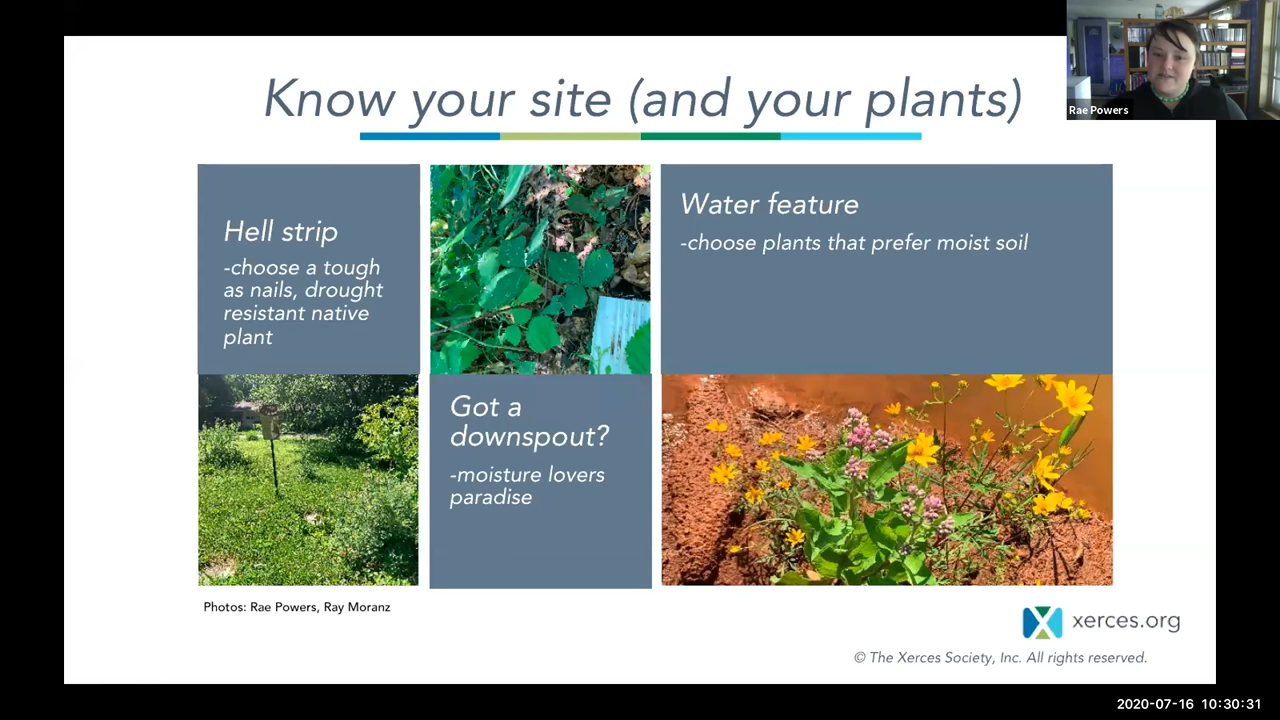 Know your site (and your plants)
Rae Powers
Hell strip
-choose a tough
as nails, drought
resistant native
plant
Water feature
-choose plants that prefer moist soil
Got a
downspout?
-moisture lovers
paradise
Photos: Rae Powers, Ray Moranz
xerces.org
© The Xerces Society, Inc. All rights reserved.
2020-07-16 10:30:31